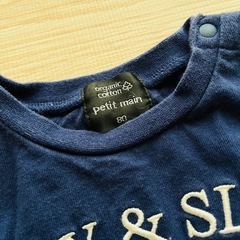 organic
cotton
petit main
80
& SL